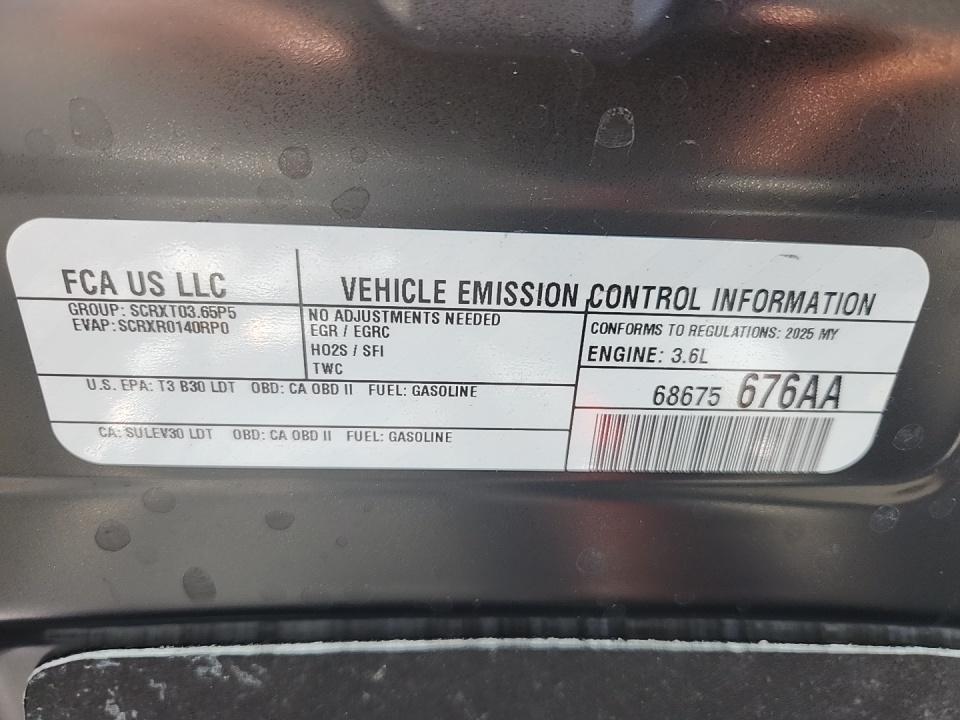 FCA US LLC
GROUP: SCRXT03.65P5
EVAP: SCRXR0140RP0
VEHICLE EMISSION CONTROL INFORMATION
NO ADJUSTMENTS NEEDED
EGR / EGRC
HO2S / SFI
TWC
CONFORMS TO REGULATIONS: 2025 MY
ENGINE: 3.6L
U.S. EPA: T3 B30 LDT OBD: CA OBD II FUEL: GASOLINE
CA: SULEV30 LDT OBD: CA OBD II FUEL: GASOLINE
68675 676AA